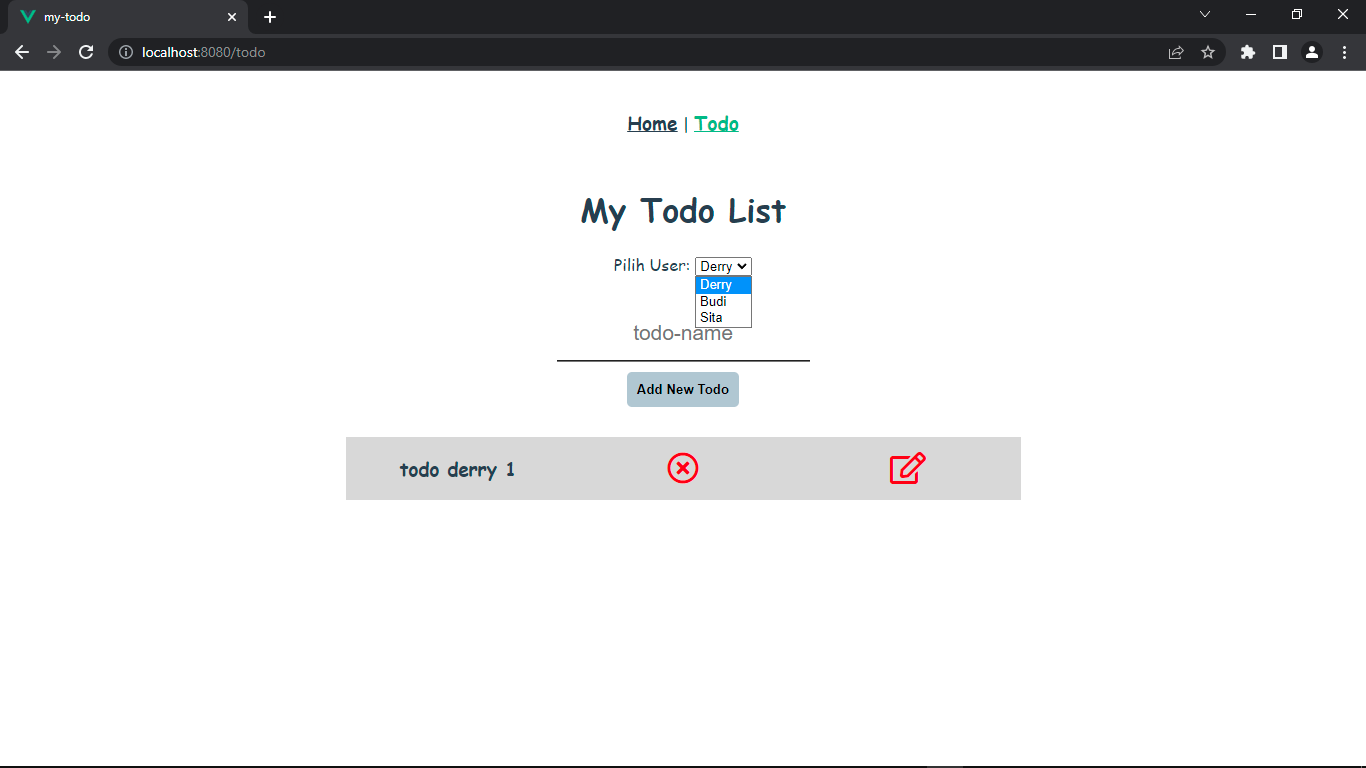 my-todo
localhost:8080/todo
Home | Todo
My Todo List
Pilih User: Derry
Derry
Budi
Sita
todo-name
Add New Todo
todo derry 1